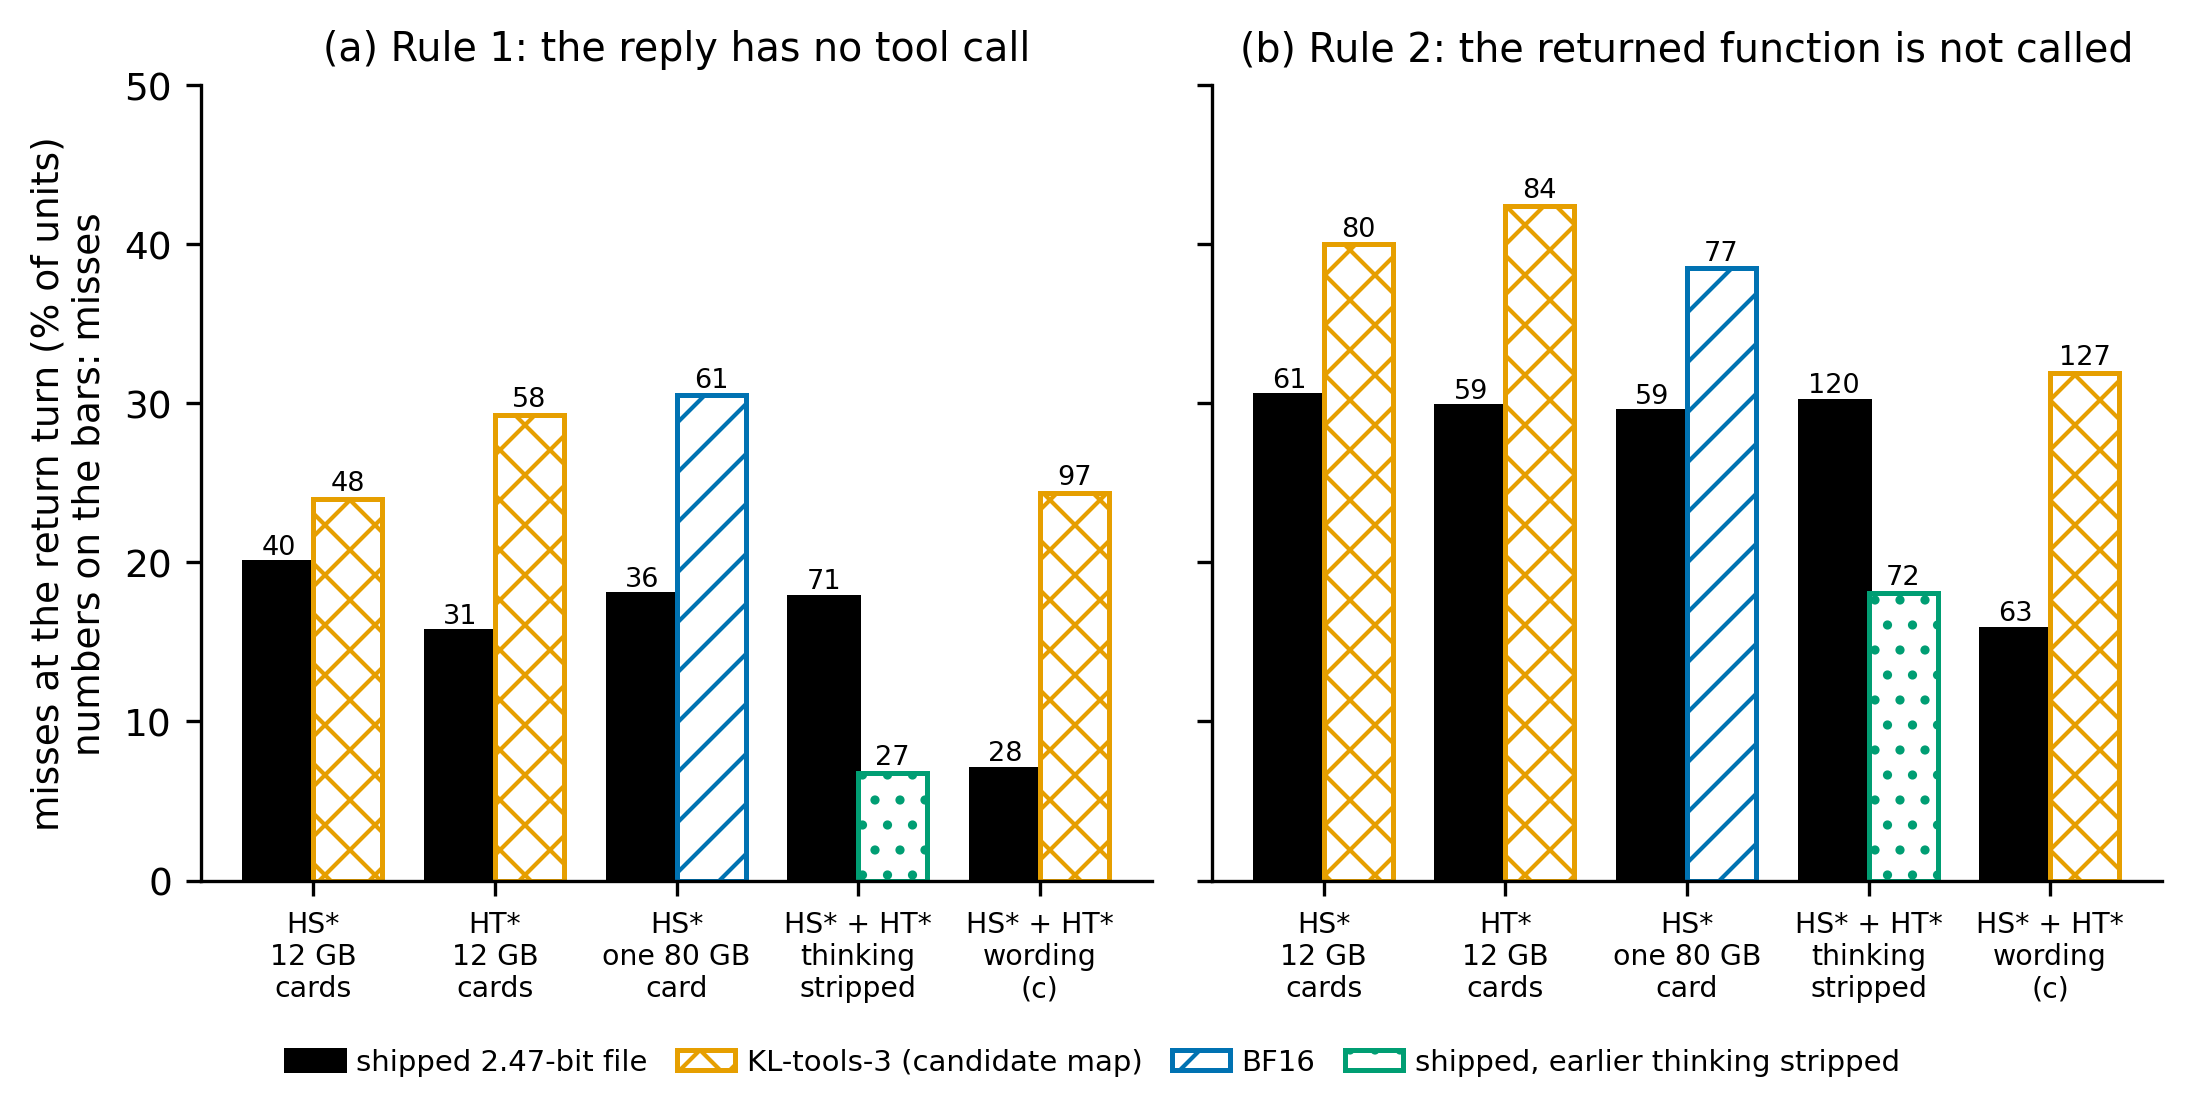 (a) Rule 1: the reply has no tool call
(b) Rule 2: the returned function is not called
misses at the return turn (% of units)
numbers on the bars: misses
50
40
30
20
10
0
40
48
31
58
36
61
71
27
28
97
61
80
59
84
59
77
120
72
63
127
HS*
12 GB
cards
HT*
12 GB
cards
HS*
one 80 GB
card
HS* + HT*
thinking
stripped
HS* + HT*
wording
(c)
HS*
12 GB
cards
HT*
12 GB
cards
HS*
one 80 GB
card
HS* + HT*
thinking
stripped
HS* + HT*
wording
(c)
shipped 2.47-bit file
KL-tools-3 (candidate map)
BF16
shipped, earlier thinking stripped